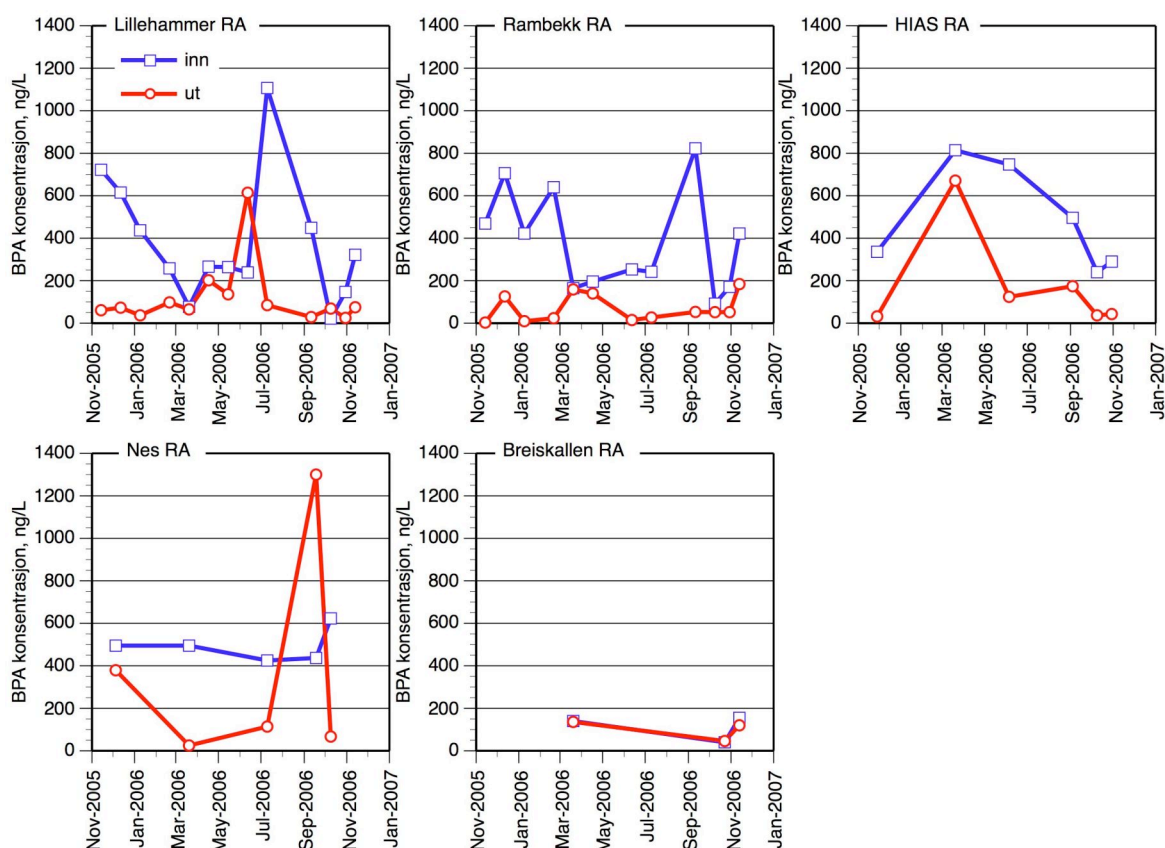 Lillehammer RA
inn
ut
BPA konsentrasjon, ng/L
1400
1200
1000
800
600
400
200
0
Nov-2005
Jan-2006
Mar-2006
May-2006
Jul-2006
Sep-2006
Nov-2006
Jan-2007
Rambekk RA
BPA konsentrasjon, ng/L
1400
1200
1000
800
600
400
200
0
Nov-2005
Jan-2006
Mar-2006
May-2006
Jul-2006
Sep-2006
Nov-2006
Jan-2007
HIAS RA
BPA konsentrasjon, ng/L
1400
1200
1000
800
600
400
200
0
Nov-2005
Jan-2006
Mar-2006
May-2006
Jul-2006
Sep-2006
Nov-2006
Jan-2007
Nes RA
BPA konsentrasjon, ng/L
1400
1200
1000
800
600
400
200
0
Nov-2005
Jan-2006
Mar-2006
May-2006
Jul-2006
Sep-2006
Nov-2006
Jan-2007
Breiskallen RA
BPA konsentrasjon, ng/L
1400
1200
1000
800
600
400
200
0
Nov-2005
Jan-2006
Mar-2006
May-2006
Jul-2006
Sep-2006
Nov-2006
Jan-2007